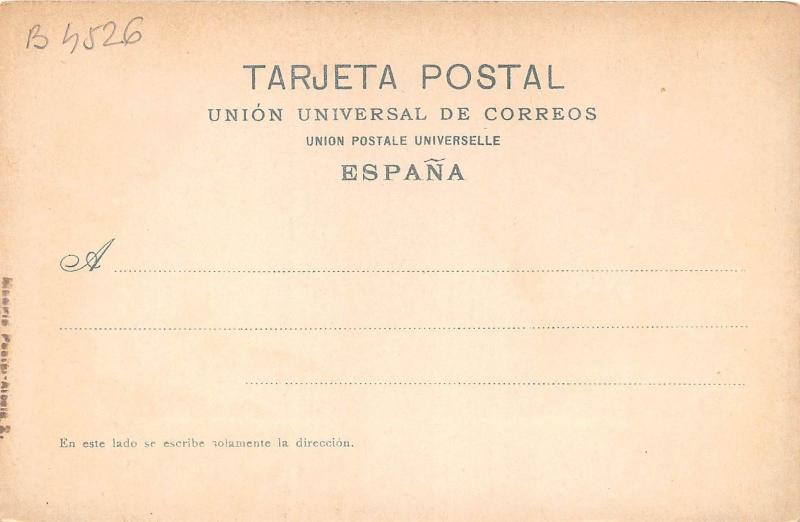 B 4526
TARJETA POSTAL
UNIÓN UNIVERSAL DE CORREOS
UNION POSTALE UNIVERSELLE
ESPAÑA
A
En este lado se escribe solamente la dirección.